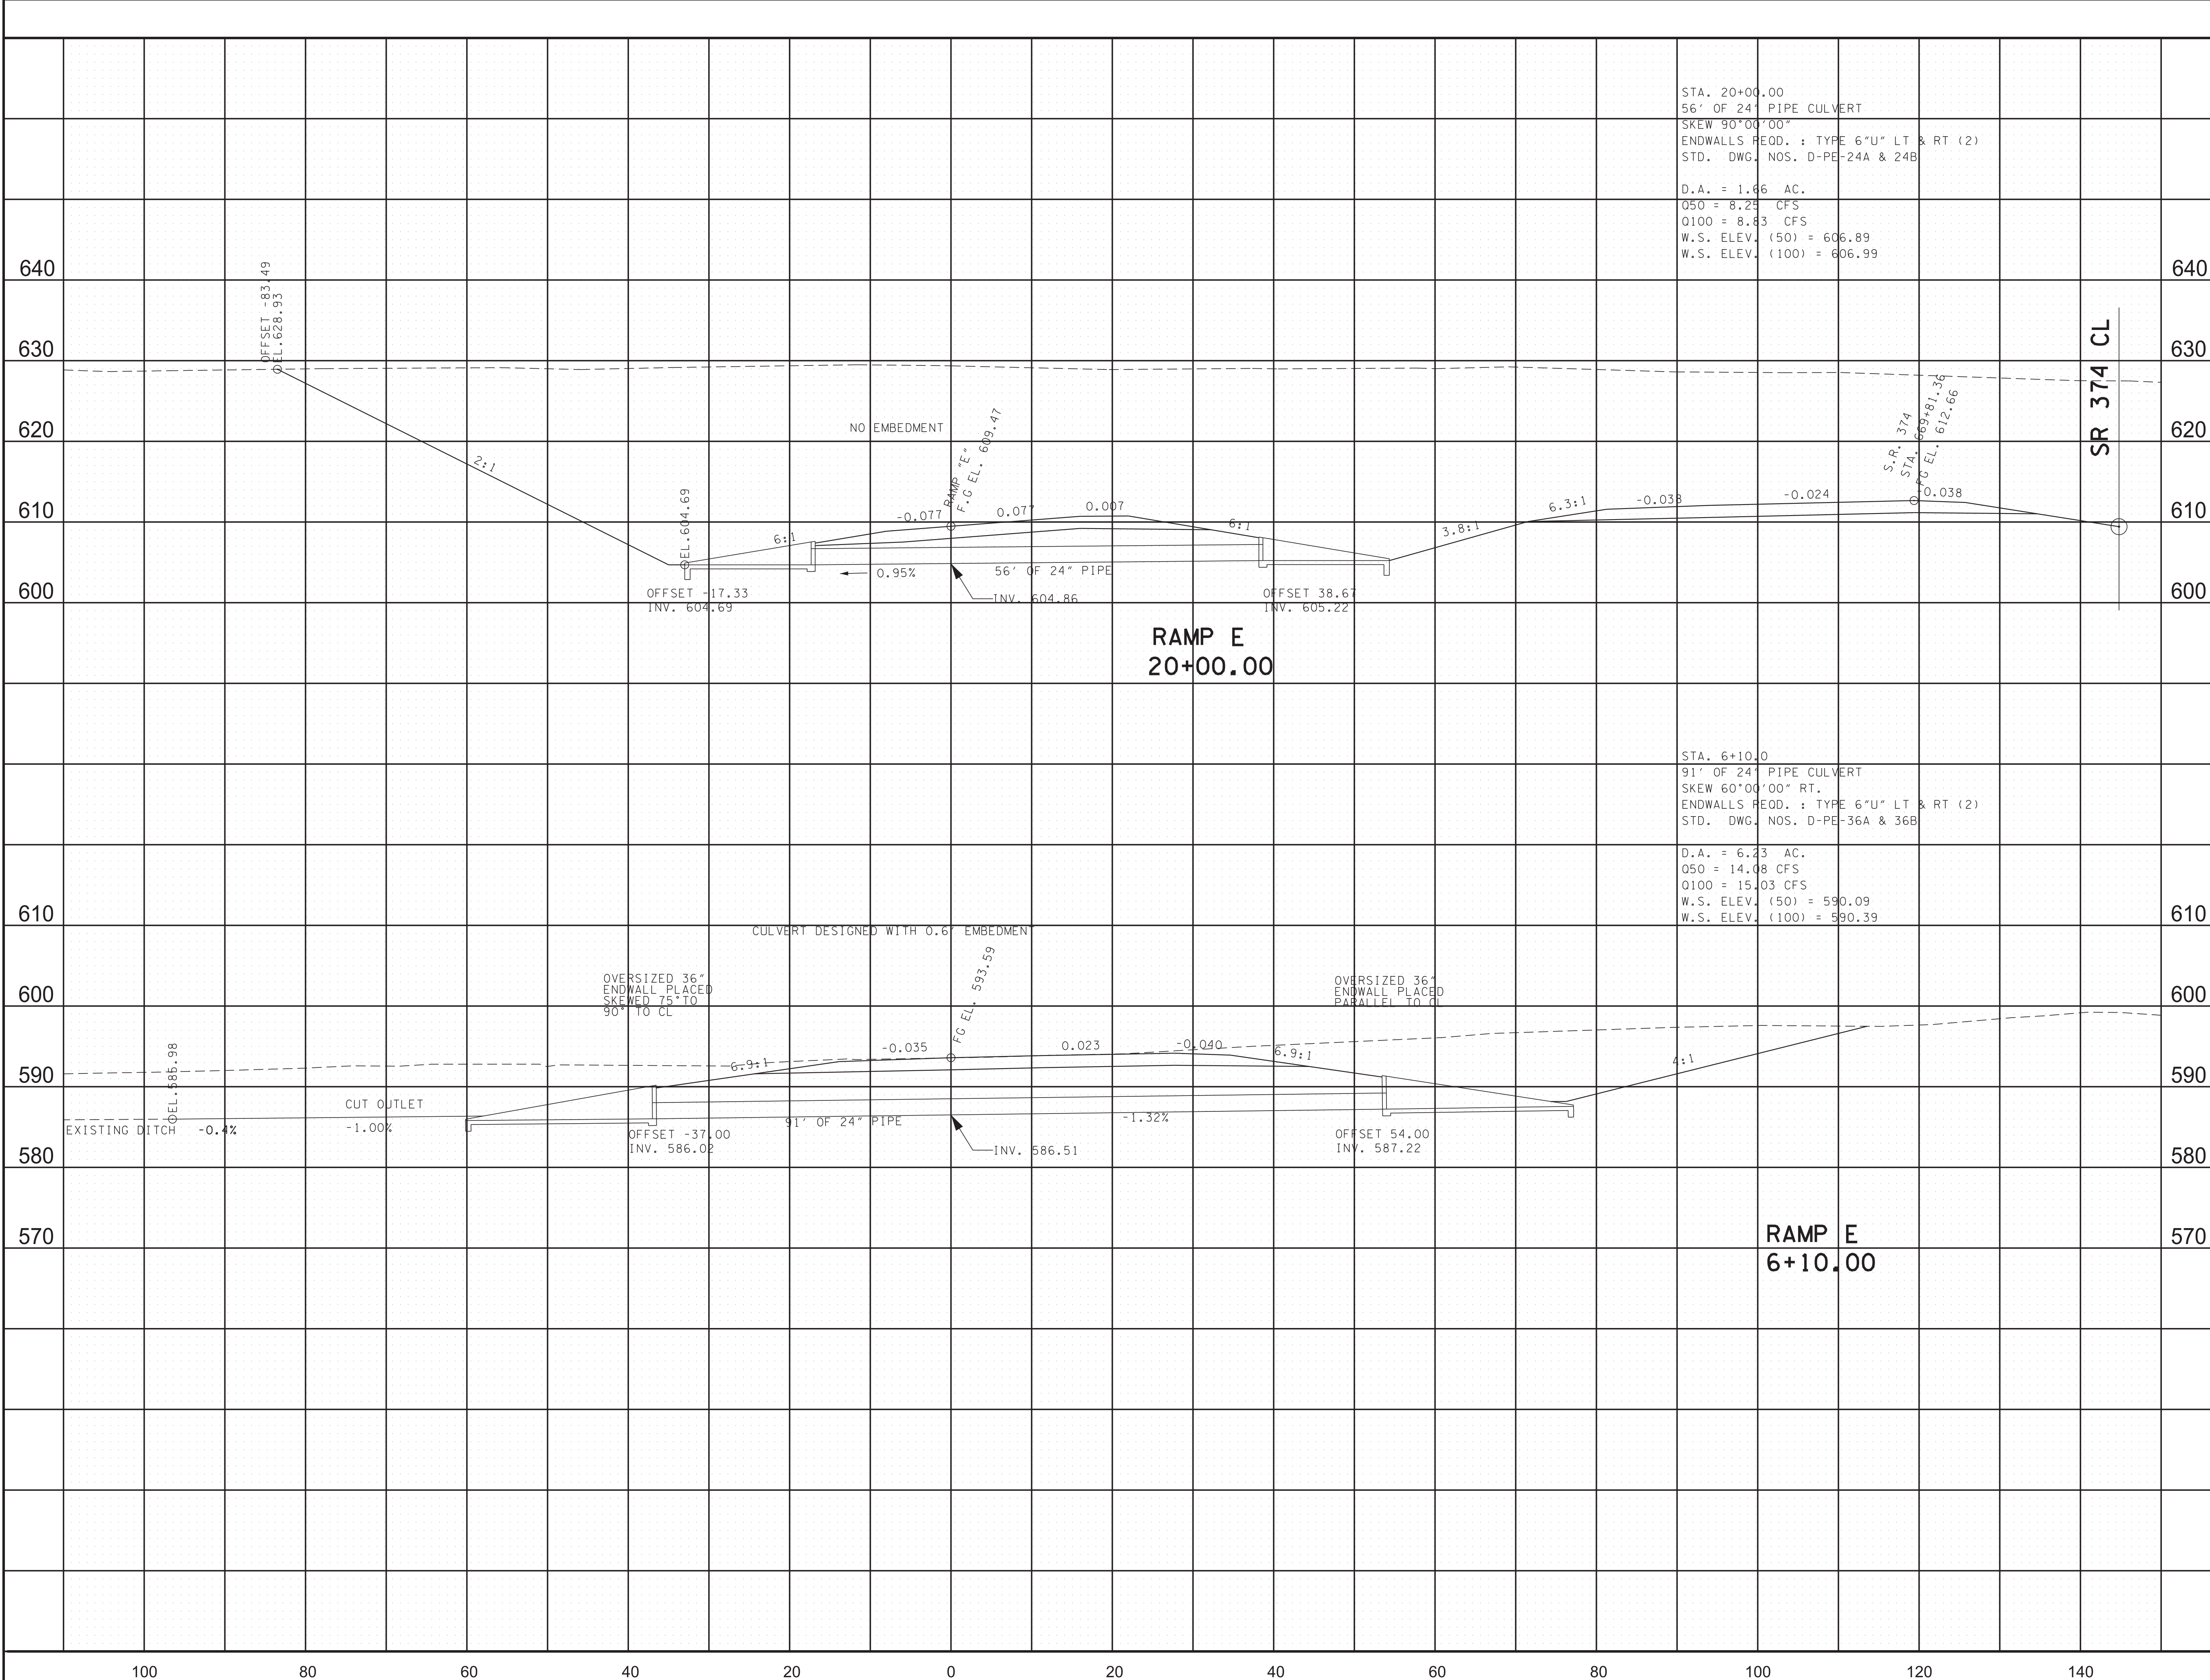 STA. 20+00.00
56' OF 24" PIPE CULVERT
SKEW 90°00'00"
ENDWALLS REQD. : TYPE 6"U" LT & RT (2)
STD. DWG. NOS. D-PE-24A & 24B
D.A. = 1.66 AC.
Q50 = 8.25 CFS
Q100 = 8.83 CFS
W.S. ELEV. (50) = 606.89
W.S. ELEV. (100) = 606.99
640
640
OFFSET -83.49
EL.628.93
630
630
SR 374 CL
620
620
NO EMBEDMENT
RAMP "E"
F.G EL. 609.47
S.R. 374
STA. 669+81.36
FG EL. 612.66
2:1
EL.604.69
610
610
6:1
-0.077
0.077
0.007
6:1
3.8:1
6.3:1
-0.038
-0.024
-0.038
0.95%
56' OF 24" PIPE
600
600
OFFSET -17.33
INV. 604.69
INV. 604.86
OFFSET 38.67
INV. 605.22
RAMP E
20+00.00
STA. 6+10.0
91' OF 24" PIPE CULVERT
SKEW 60°00'00" RT.
ENDWALLS REQD. : TYPE 6"U" LT & RT (2)
STD. DWG. NOS. D-PE-36A & 36B
D.A. = 6.23 AC.
Q50 = 14.08 CFS
Q100 = 15.03 CFS
W.S. ELEV. (50) = 590.09
W.S. ELEV. (100) = 590.39
610
610
CULVERT DESIGNED WITH 0.6' EMBEDMENT
FG EL. 593.59
OVERSIZED 36"
ENDWALL PLACED
SKEWED 75°TO
90° TO CL
OVERSIZED 36"
ENDWALL PLACED
PARALLEL TO CL
600
600
EL.585.98
590
590
6.9:1
-0.035
0.023
-0.040
6.9:1
4:1
CUT OUTLET
EXISTING DITCH
-0.4%
-1.00%
91' OF 24" PIPE
-1.32%
OFFSET -37.00
INV. 586.02
INV. 586.51
OFFSET 54.00
INV. 587.22
580
580
570
570
RAMP E
6+10.00
100 80 60 40 20 0 20 40 60 80 100 120 140